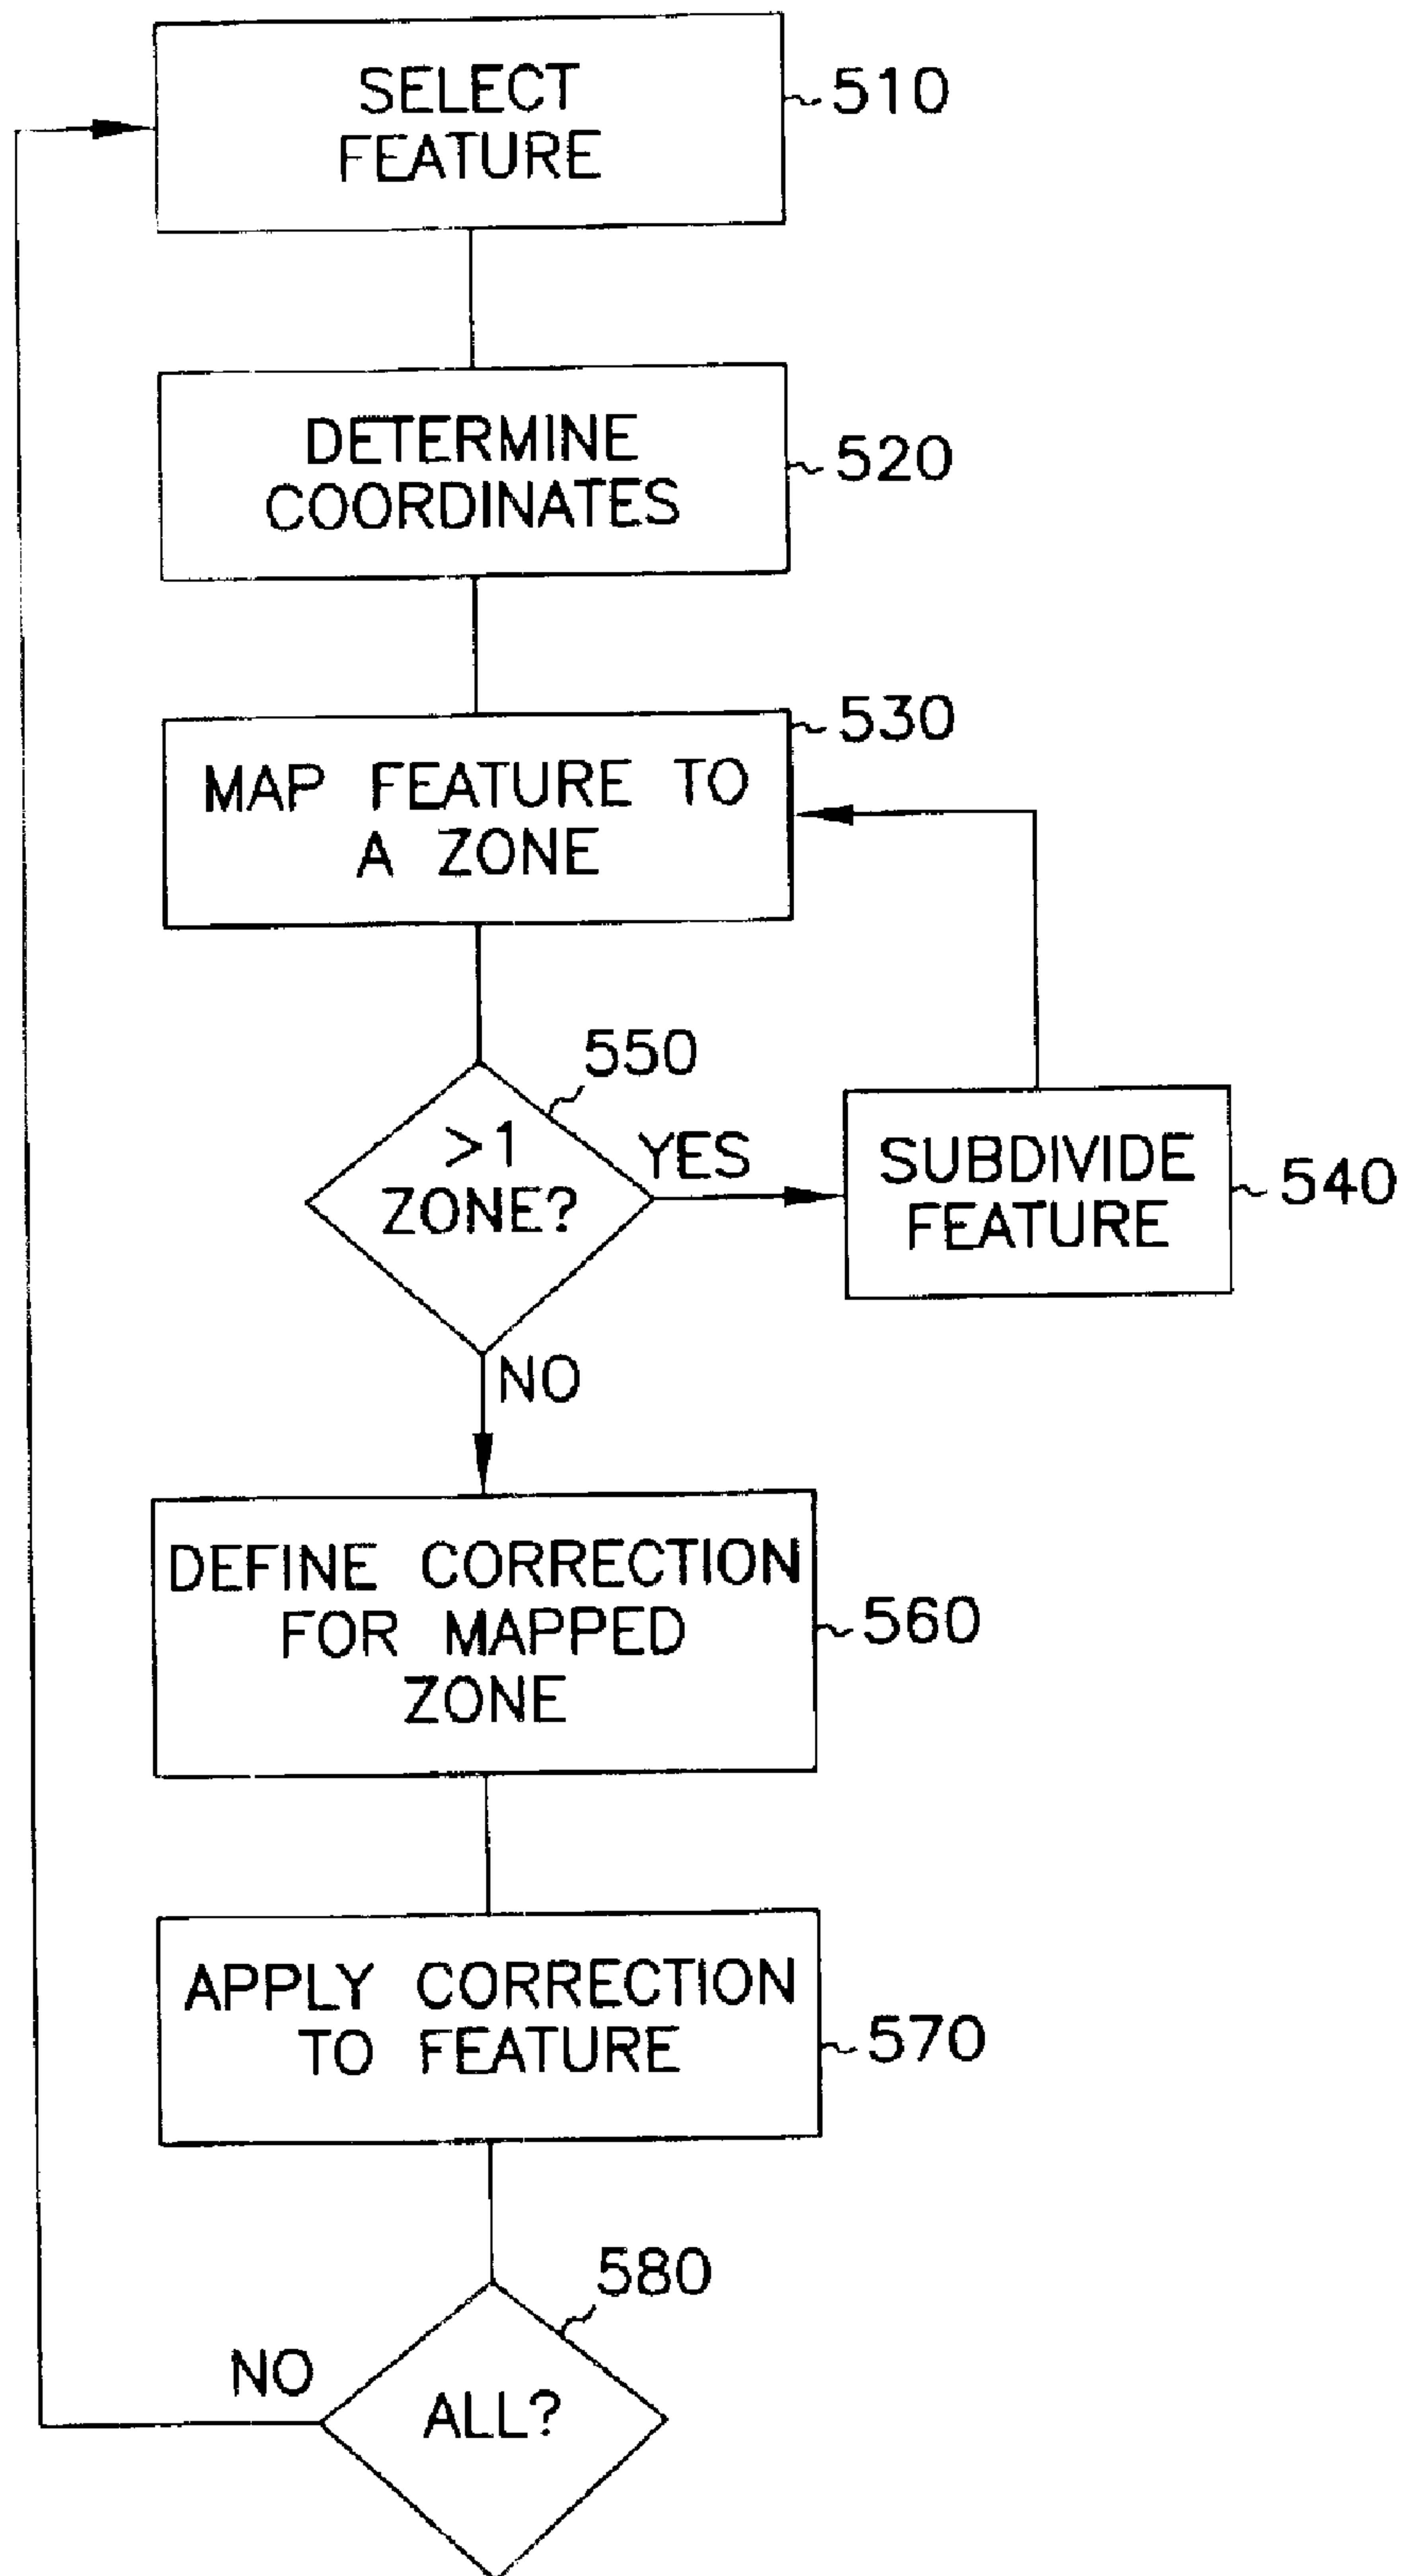 SELECT
FEATURE
510
DETERMINE
COORDINATES
520
530
MAP FEATURE TO
A ZONE
550
>1
ZONE?
YES
SUBDIVIDE
FEATURE
540
NO
DEFINE CORRECTION
FOR MAPPED
ZONE
560
APPLY CORRECTION
TO FEATURE
570
580
NO
ALL?